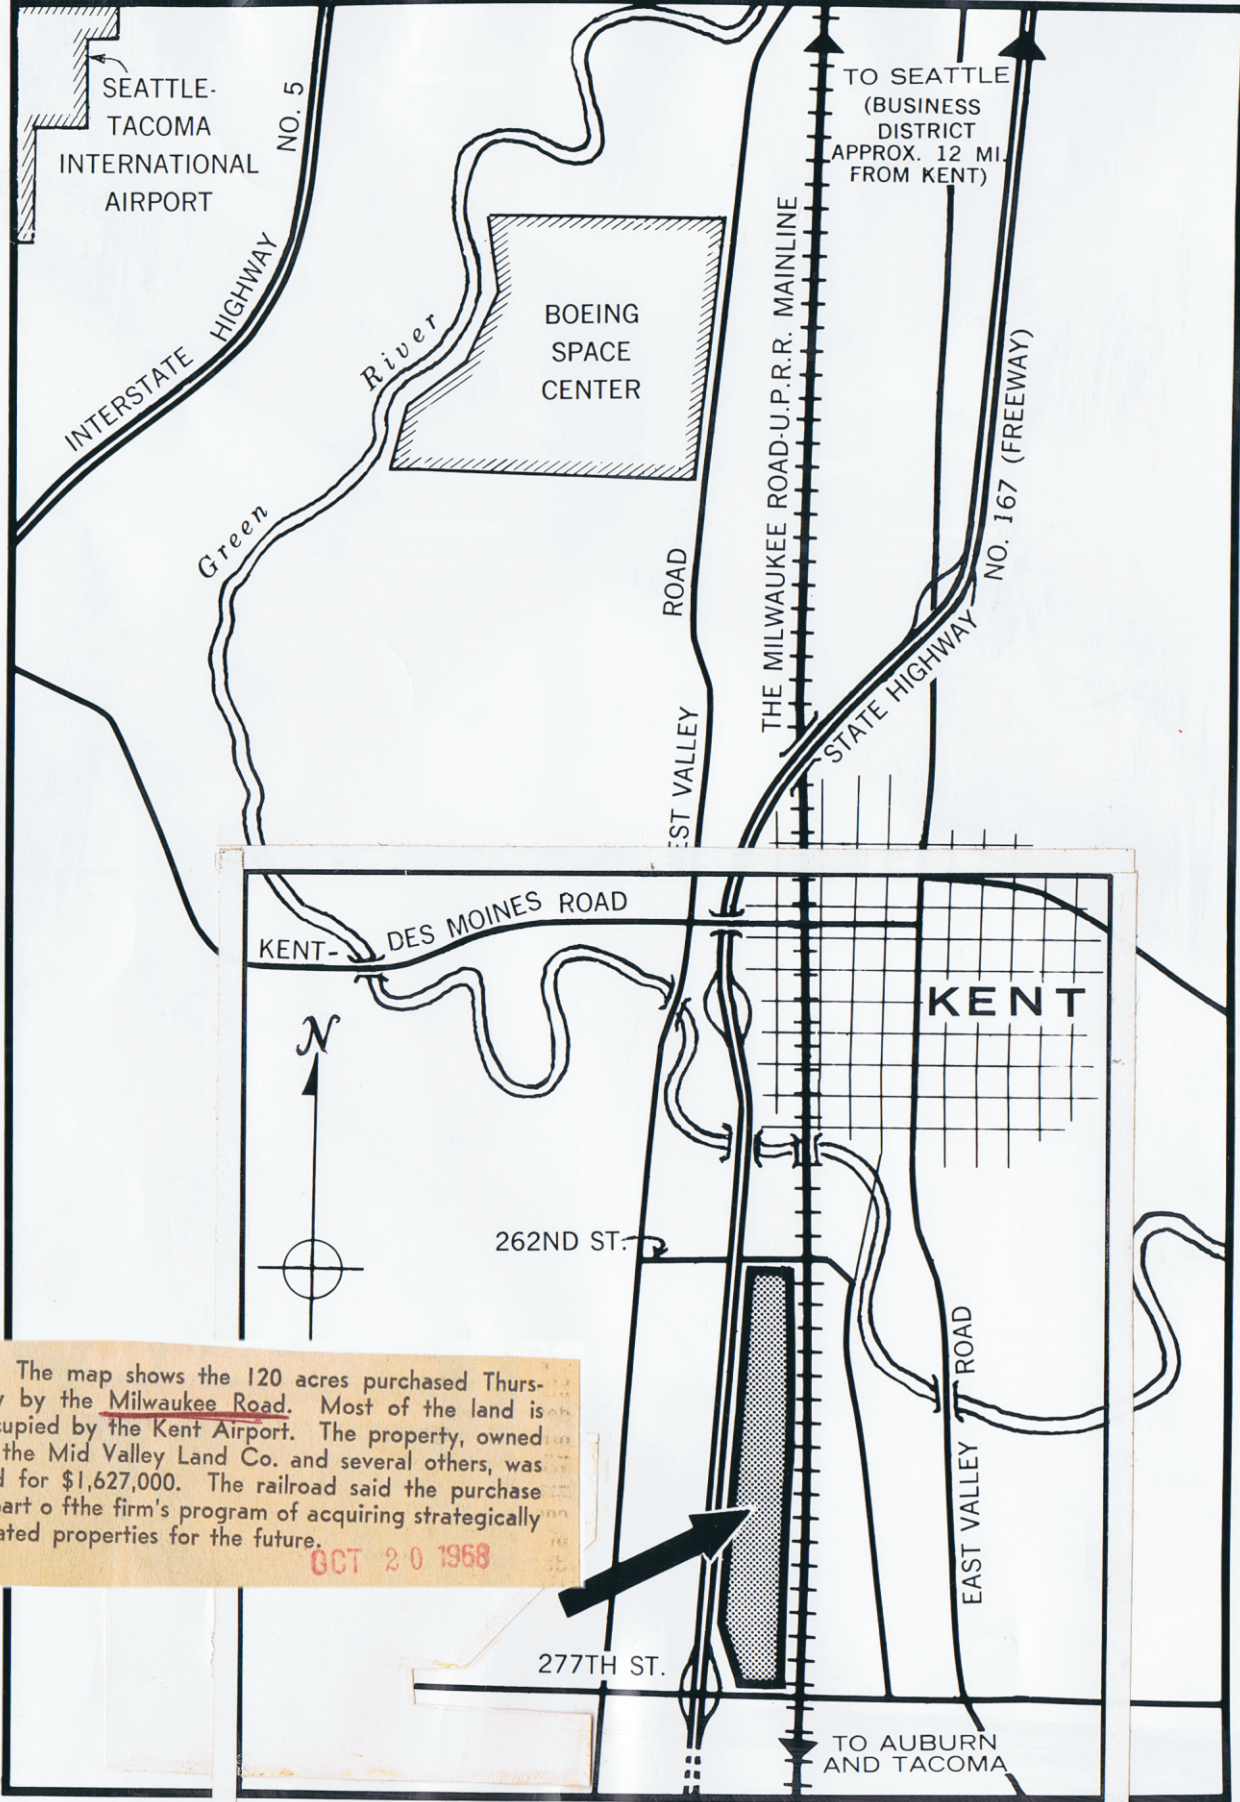 SEATTLE-
TACOMA
INTERNATIONAL
AIRPORT
NO. 5
HIGHWAY
INTERSTATE
TO SEATTLE
(BUSINESS
DISTRICT
APPROX. 12 MI.
FROM KENT)
BOEING
SPACE
CENTER
River
Green
THE MILWAUKEE ROAD-U.P.R.R. MAINLINE
NO. 167 (FREEWAY)
STATE HIGHWAY
ROAD
EST VALLEY
KENT-
DES MOINES ROAD
KENT
N
262ND ST.
EAST VALLEY ROAD
The map shows the 120 acres purchased Thurs-
y by the Milwaukee Road. Most of the land is
cupied by the Kent Airport. The property, owned
the Mid Valley Land Co. and several others, was
d for $1,627,000. The railroad said the purchase
art o fthe firm's program of acquiring strategically
ated properties for the future.
OCT 20 1968
277TH ST.
TO AUBURN
AND TACOMA